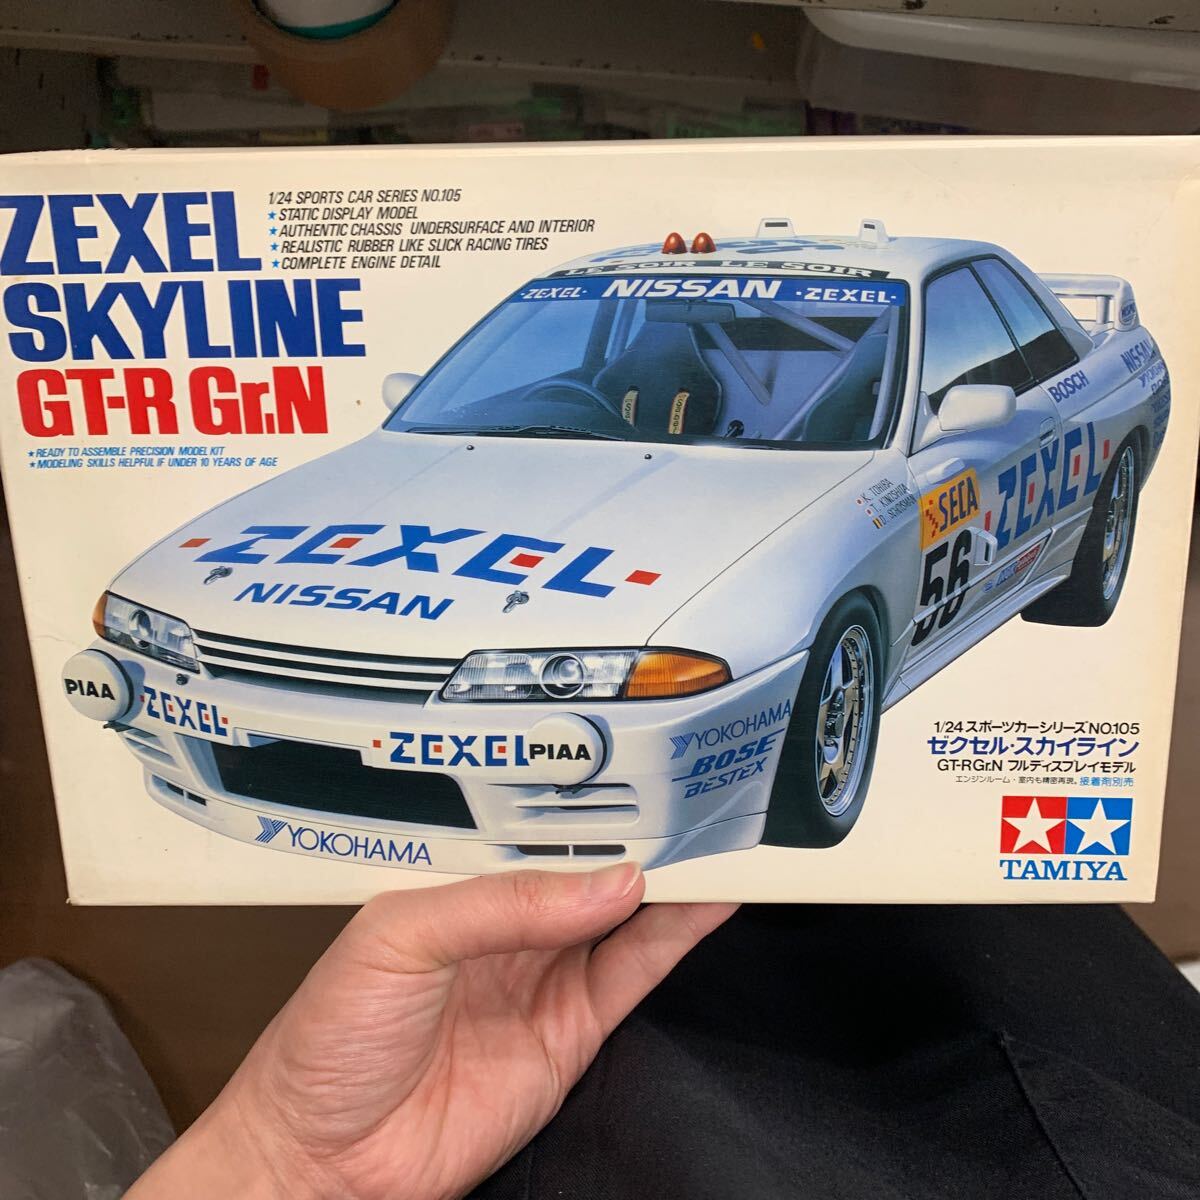 ZEXEL
SKYLINE
GT-R Gr.N
1/24 SPORTS CAR SERIES NO.105
★STATIC DISPLAY MODEL
★AUTHENTIC CHASSIS UNDERSURFACE AND INTERIOR
★REALISTIC RUBBER LIKE SLICK RACING TIRES
★COMPLETE ENGINE DETAIL
★READY TO ASSEMBLE PRECISION MODEL KIT
★MODELING SKILLS HELPFUL IF UNDER 10 YEARS OF AGE
LE SOIR LE SOIR
·ZEXEL· NISSAN ·ZEXEL·
BOSCH
NISSAN
YOKOHAMA
K. TOHIRA
T. KINOSHITA
D. SCHOISMAN
SECA
56
ZEXEL
ZEXEL
NISSAN
PIAA
ZEXEL
ZEXEL
PIAA
YOKOHAMA
BOSE
BESTEX
YOKOHAMA
1/24 スポーツカーシリーズNO.105
ゼクセル・スカイライン
GT-R Gr.N フルディスプレイモデル
エンジンルーム・室内も精密再現。接着剤別売
TAMIYA